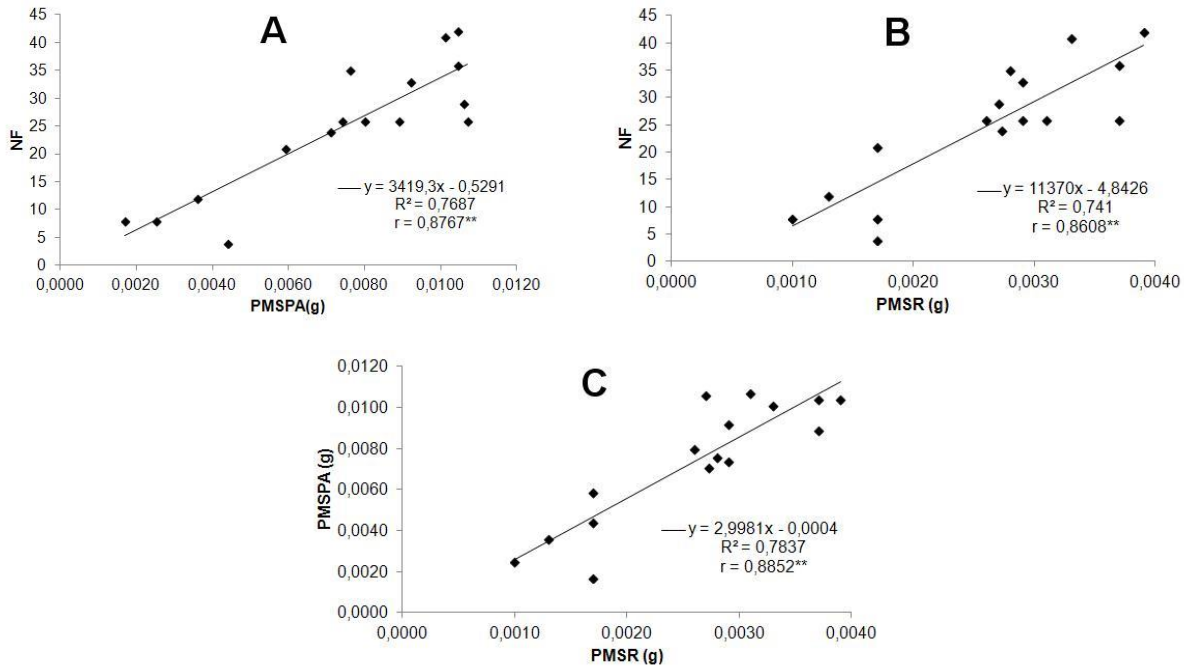 A
45
40
35
30
25
20
15
10
5
0
NF
y = 3419,3x - 0,5291
R² = 0,7687
r = 0,8767**
0,0000 0,0020 0,0040 0,0060 0,0080 0,0100 0,0120
PMSPA(g)
B
45
40
35
30
25
20
15
10
5
0
NF
y = 11370x - 4,8426
R² = 0,741
r = 0,8608**
0,0000 0,0010 0,0020 0,0030 0,0040
PMSR (g)
C
0,0120
0,0100
0,0080
0,0060
0,0040
0,0020
0,0000
PMSPA (g)
y = 2,9981x - 0,0004
R² = 0,7837
r = 0,8852**
0,0000 0,0010 0,0020 0,0030 0,0040
PMSR (g)